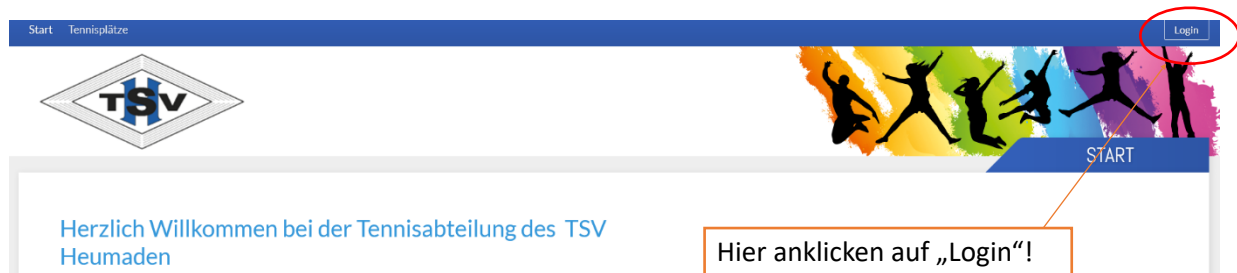 Start Tennisplätze Login
TSV
H
START
Herzlich Willkommen bei der Tennisabteilung des TSV
Heumaden
Hier anklicken auf „Login“!